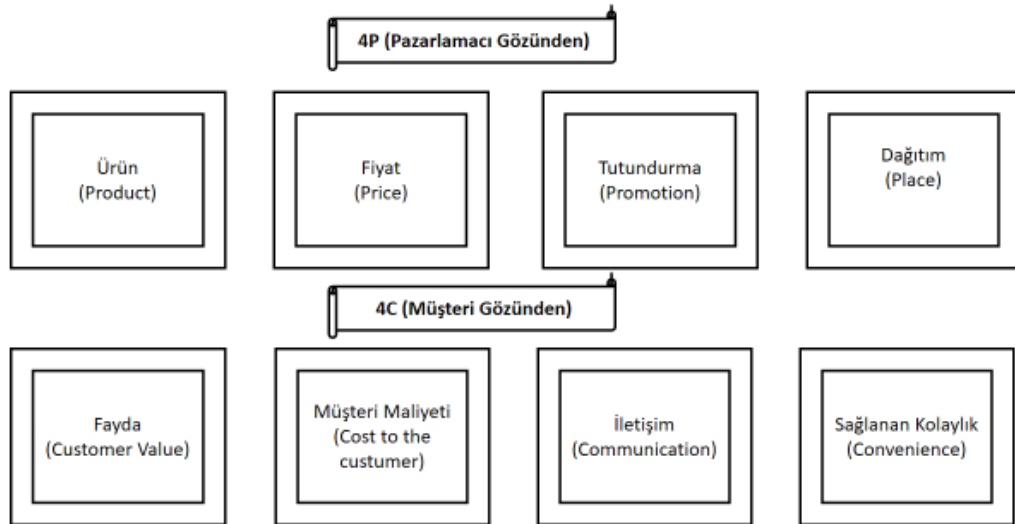 4P (Pazarlamacı Gözünden)
Ürün
(Product)
Fiyat
(Price)
Tutundurma
(Promotion)
Dağıtım
(Place)
4C (Müşteri Gözünden)
Fayda
(Customer Value)
Müşteri Maliyeti
(Cost to the
custumer)
İletişim
(Communication)
Sağlanan Kolaylık
(Convenience)